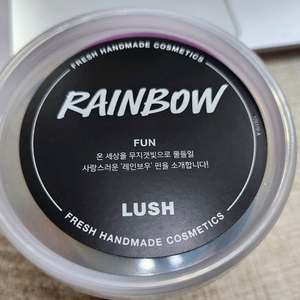 FRESH HANDMADE COSMETICS
RAINBOW
FUN
온 세상을 무지갯빛으로 물들일
사랑스러운 '레인보우' 펀을 소개합니다!
LUSH
FRESH HANDMADE COSMETICS